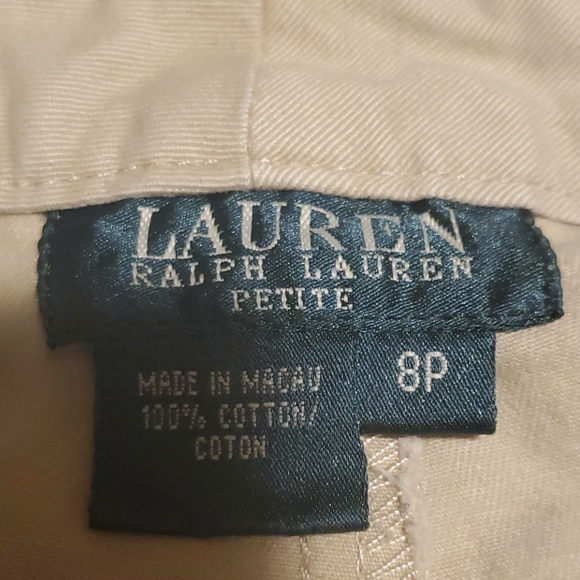 LAUREN
RALPH LAUREN
PETITE
8P
MADE IN MACAU
100% COTTON/
COTON